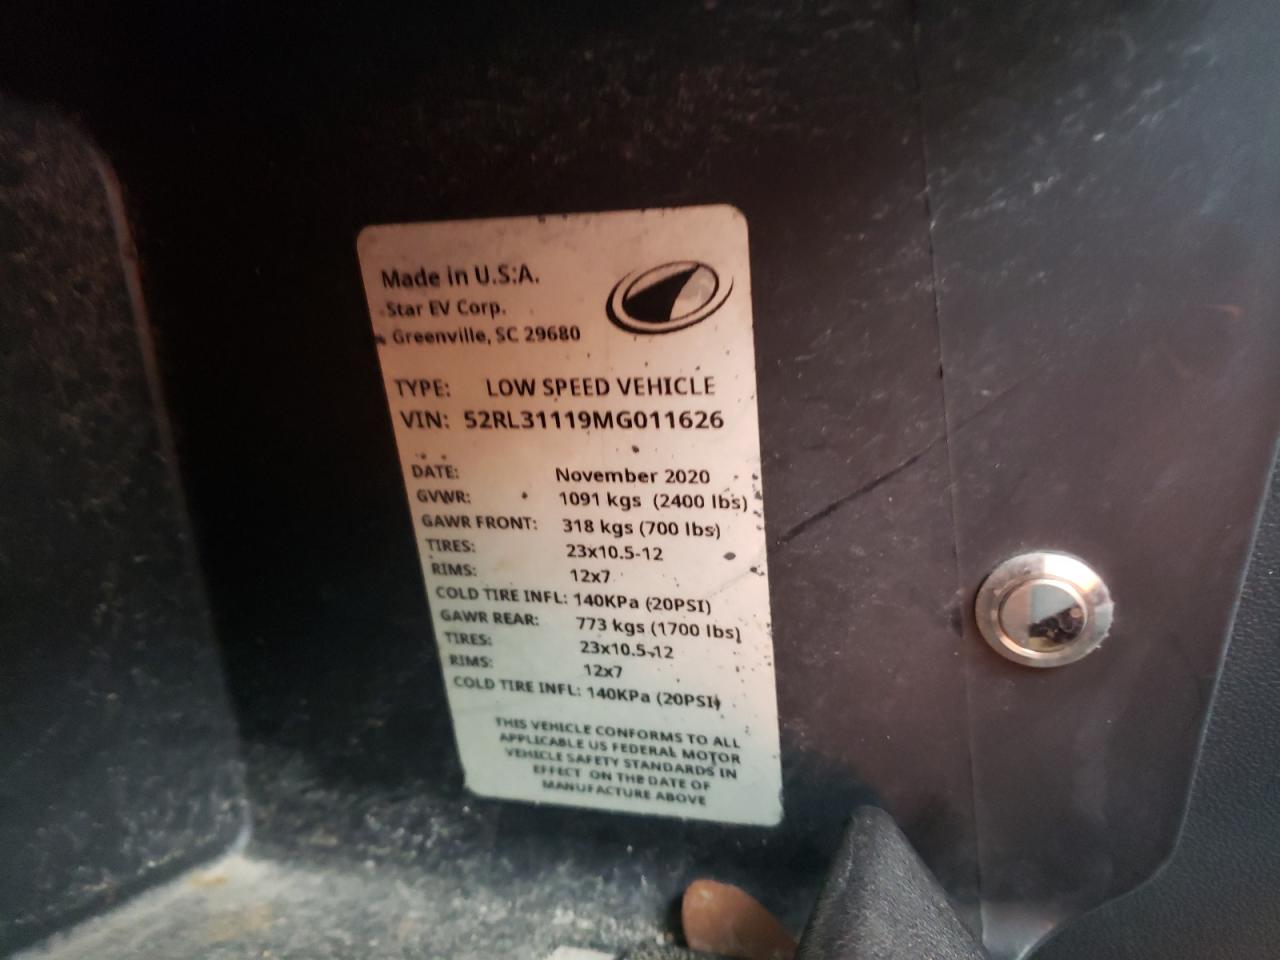 Made in U.S.A.
Star EV Corp.
Greenville, SC 29680
TYPE: LOW SPEED VEHICLE
VIN: 52RL31119MG011626
DATE: November 2020
GVWR: 1091 kgs (2400 lbs)
GAWR FRONT: 318 kgs (700 lbs)
TIRES: 23x10.5-12
RIMS: 12x7
COLD TIRE INFL: 140KPa (20PSI)
GAWR REAR: 773 kgs (1700 lbs)
TIRES: 23x10.5-12
RIMS: 12x7
COLD TIRE INFL: 140KPa (20PSI)
THIS VEHICLE CONFORMS TO ALL
APPLICABLE US FEDERAL MOTOR
VEHICLE SAFETY STANDARDS IN
EFFECT ON THE DATE OF
MANUFACTURE ABOVE